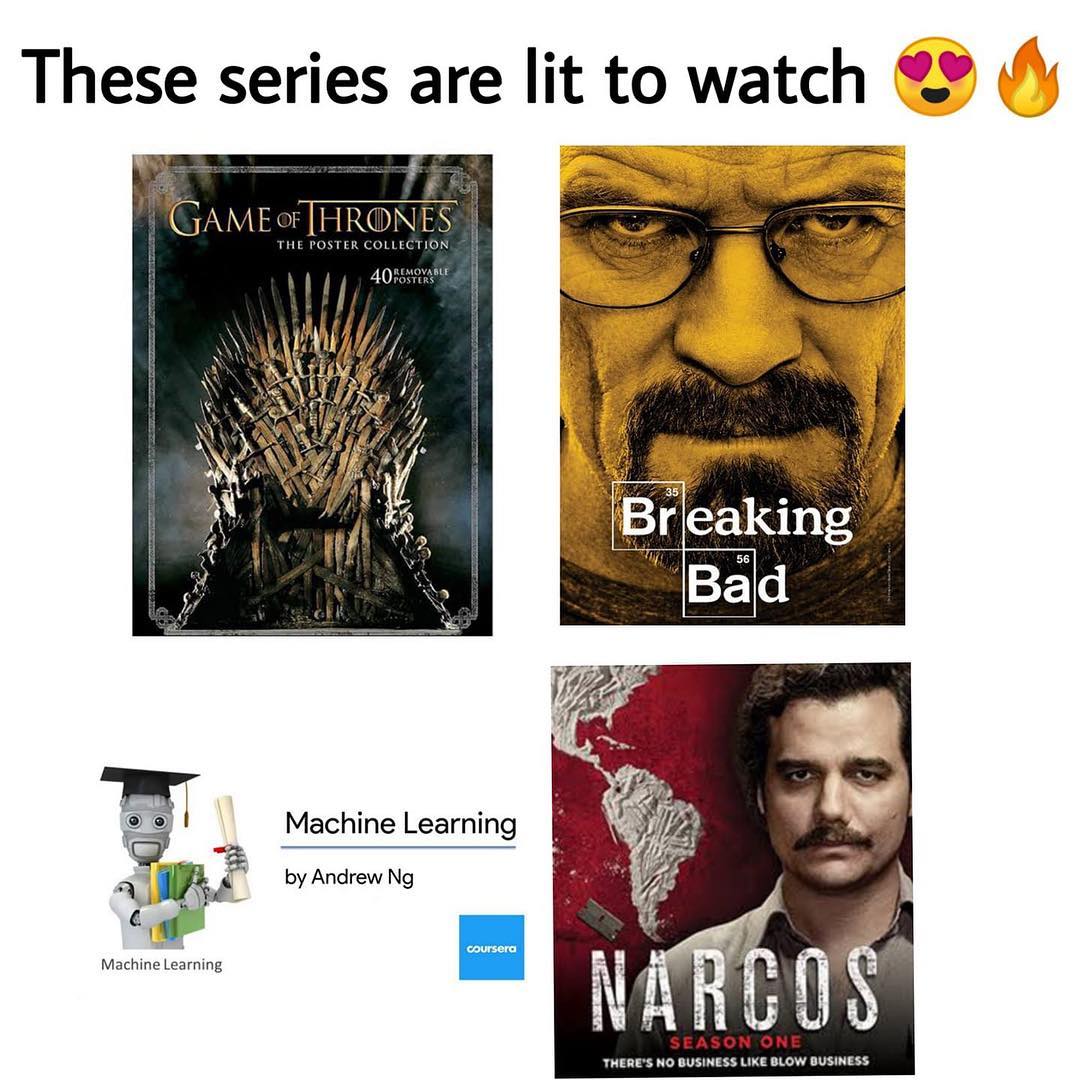 These series are lit to watch 😍🔥
GAME OF THRONES
THE POSTER COLLECTION
40 REMOVABLE POSTERS
35
Breaking
56
Bad
Machine Learning
by Andrew Ng
coursera
Machine Learning
NARCOS
SEASON ONE
THERE'S NO BUSINESS LIKE BLOW BUSINESS